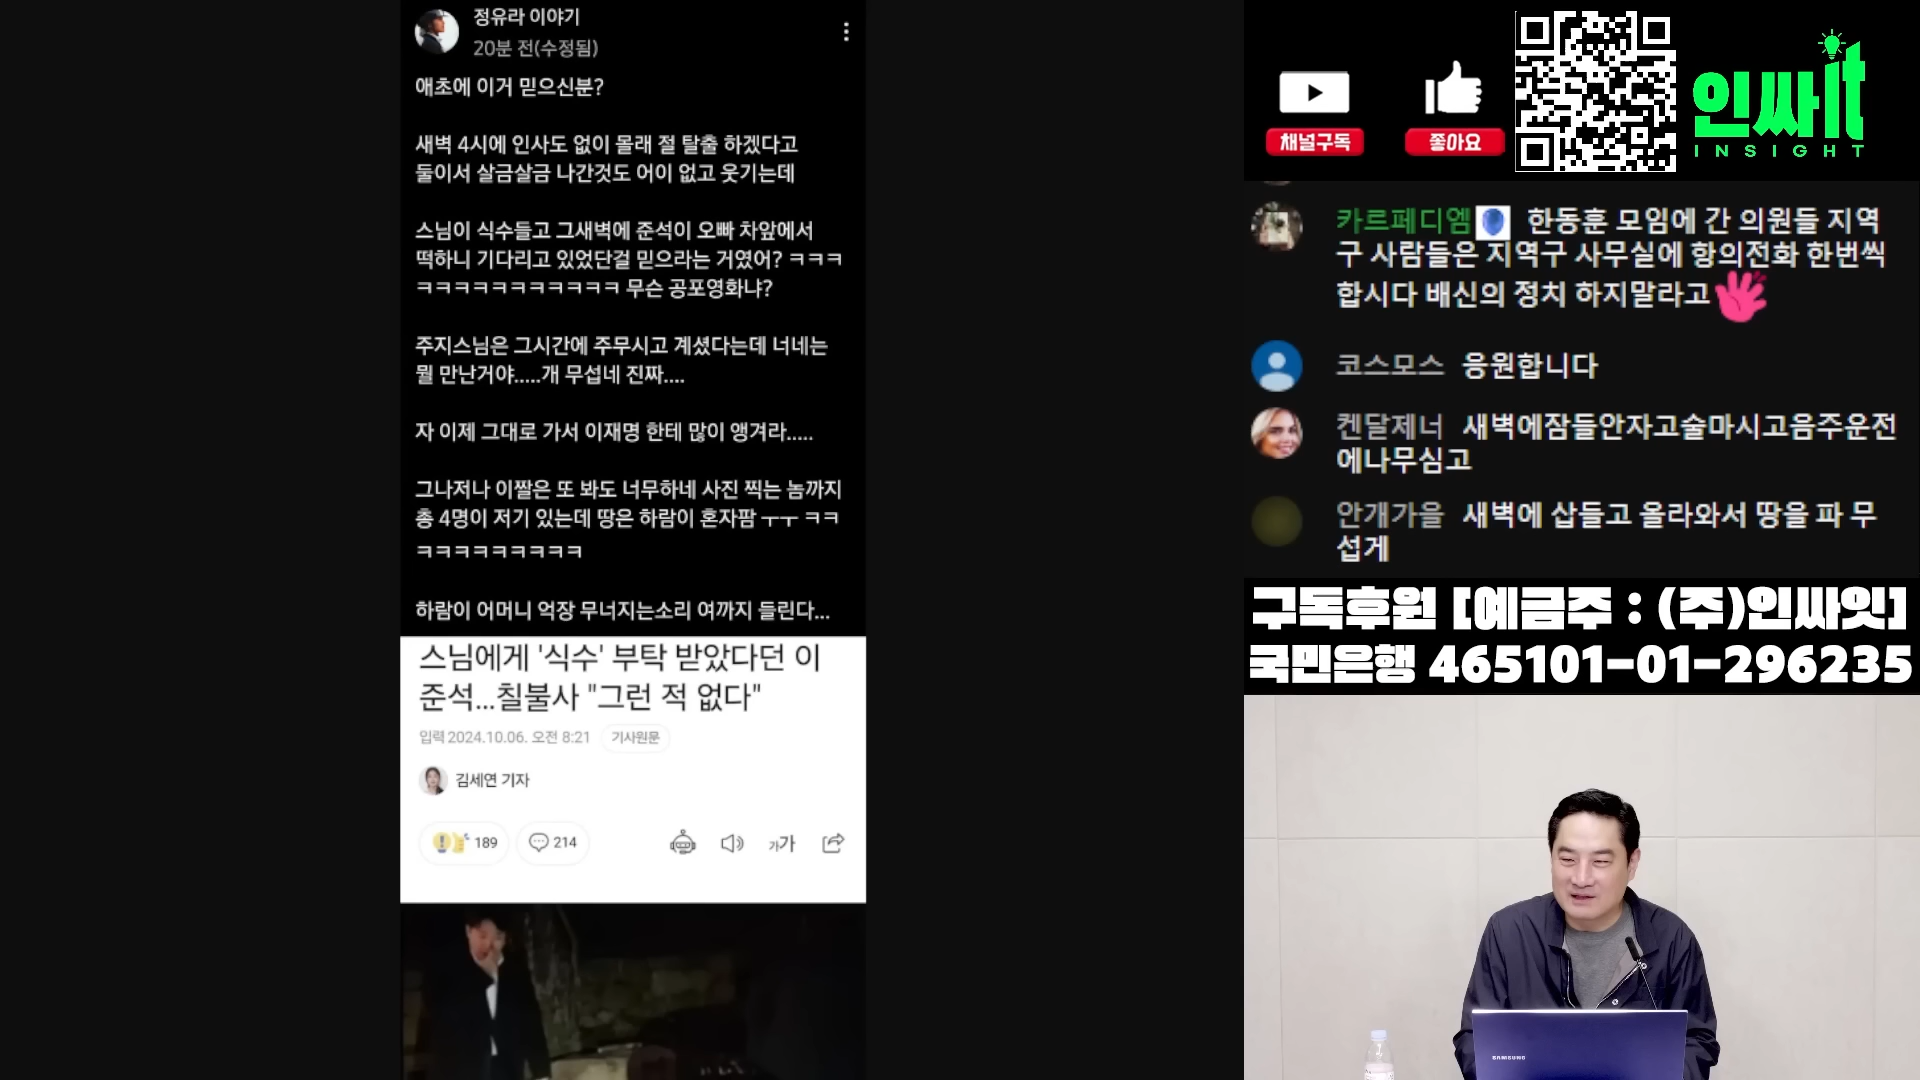 정유라 이야기
20분 전(수정됨)
애초에 이거 믿으신분?
새벽 4시에 인사도 없이 몰래 절 탈출 하겠다고
둘이서 살금살금 나간것도 어이 없고 웃기는데
스님이 식수들고 그새벽에 준석이 오빠 차앞에서
떡하니 기다리고 있었단걸 믿으라는 거였어? ㅋㅋㅋ
ㅋㅋㅋㅋㅋㅋㅋㅋㅋㅋㅋ 무슨 공포영화냐?
주지스님은 그시간에 주무시고 계셨다는데 너네는
뭘 만난거야.....개 무섭네 진짜....
자 이제 그대로 가서 이재명 한테 많이 앵겨라.....
그나저나 이짤은 또 봐도 너무하네 사진 찍는 놈까지
총 4명이 저기 있는데 땅은 하람이 혼자팜 ㅜㅜ ㅋㅋ
ㅋㅋㅋㅋㅋㅋㅋㅋㅋ
하람이 어머니 억장 무너지는소리 여까지 들린다...
스님에게 '식수' 부탁 받았다던 이
준석...칠불사 "그런 적 없다"
입력 2024.10.06. 오전 8:21 기사원문
김세연 기자
189 214 가가
채널구독 좋아요
인싸it
INSIGHT
카르페디엠 한동훈 모임에 간 의원들 지역
구 사람들은 지역구 사무실에 항의전화 한번씩
합시다 배신의 정치 하지말라고
코스모스 응원합니다
켄달제너 새벽에잠들안자고술마시고음주운전
에나무심고
안개가을 새벽에 삽들고 올라와서 땅을 파 무
섭게
구독후원 [예금주 : (주)인싸잇]
국민은행 465101-01-296235
SAMSUNG